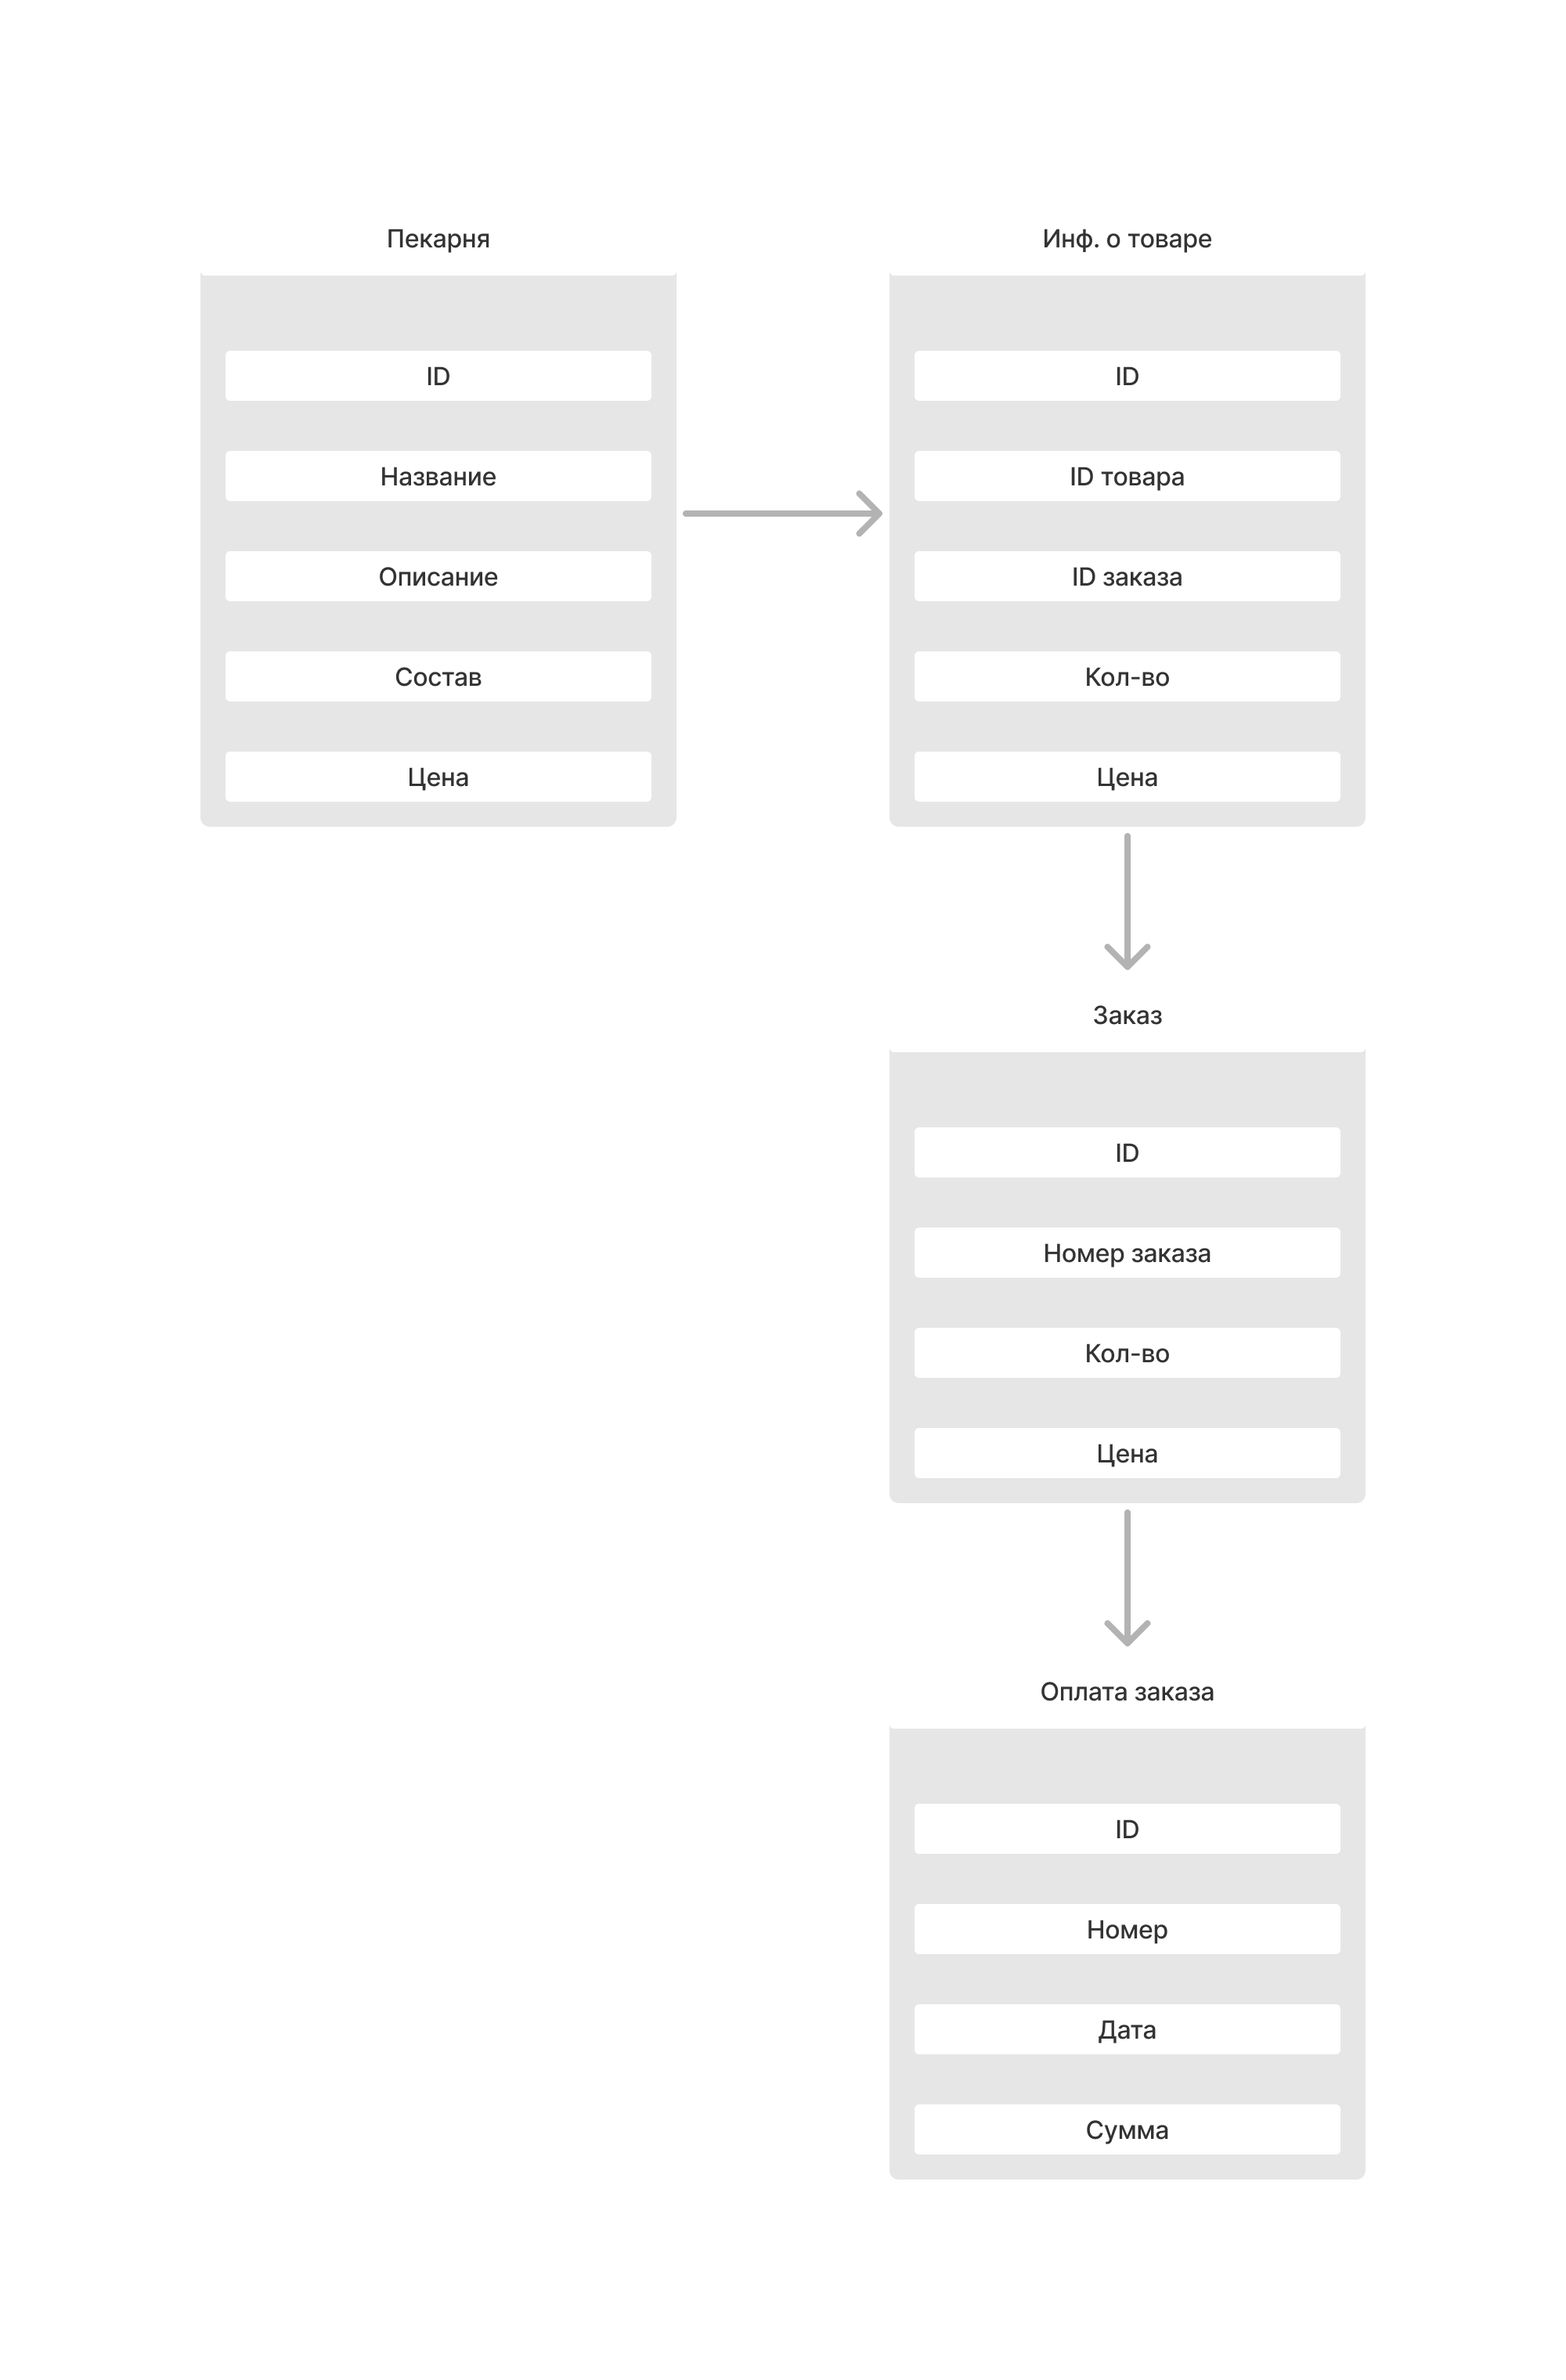 Пекарня
ID
Название
Описание
Состав
Цена
Инф. о товаре
ID
ID товара
ID заказа
Кол-во
Цена
Заказ
ID
Номер заказа
Кол-во
Цена
Оплата заказа
ID
Номер
Дата
Сумма